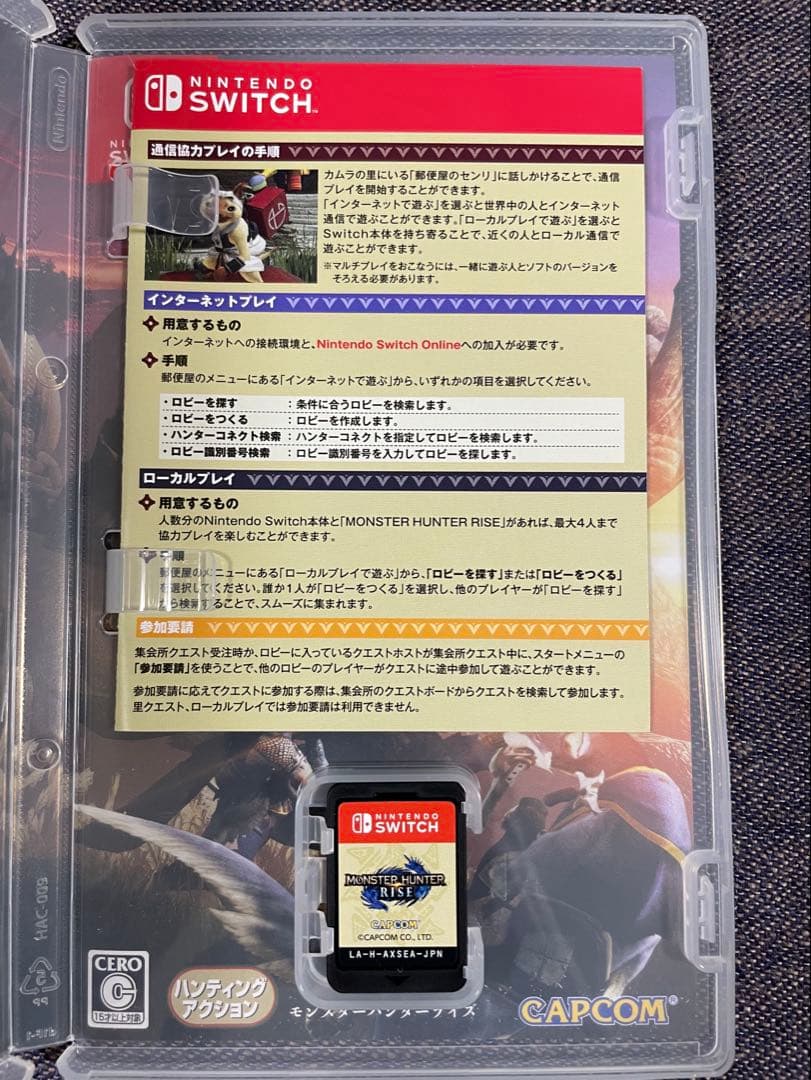 Nintendo
NINTENDO
SWITCH™
通信協力プレイの手順
カムラの里にいる「郵便屋のセンリ」に話しかけることで、通信
プレイを開始することができます。
「インターネットで遊ぶ」を選ぶと世界中の人とインターネット
通信で遊ぶことができます。「ローカルプレイで遊ぶ」を選ぶと
Switch本体を持ち寄ることで、近くの人とローカル通信で
遊ぶことができます。
※マルチプレイをおこなうには、一緒に遊ぶ人とソフトのバージョンを
そろえる必要があります。
インターネットプレイ
用意するもの
インターネットへの接続環境と、Nintendo Switch Onlineへの加入が必要です。
手順
郵便屋のメニューにある「インターネットで遊ぶ」から、いずれかの項目を選択してください。
・ロビーを探す : 条件に合うロビーを検索します。
・ロビーをつくる : ロビーを作成します。
・ハンターコネクト検索 : ハンターコネクトを指定してロビーを検索します。
・ロビー識別番号検索 : ロビー識別番号を入力してロビーを探します。
ローカルプレイ
用意するもの
人数分のNintendo Switch本体と「MONSTER HUNTER RISE」があれば、最大4人まで
協力プレイを楽しむことができます。
手順
郵便屋のメニューにある「ローカルプレイで遊ぶ」から、「ロビーを探す」または「ロビーをつくる」
を選択してください。誰か1人が「ロビーをつくる」を選択し、他のプレイヤーが「ロビーを探す」
から検索することで、スムーズに集まれます。
参加要請
集会所クエスト受注時か、ロビーに入っているクエストホストが集会所クエスト中に、スタートメニューの
「参加要請」を使うことで、他のロビーのプレイヤーがクエストに途中参加して遊ぶことができます。
参加要請に応えてクエストに参加する際は、集会所のクエストボードからクエストを検索して参加します。
里クエスト、ローカルプレイでは参加要請は利用できません。
NINTENDO
SWITCH
MONSTER HUNTER
RISE
CAPCOM
©CAPCOM CO., LTD.
LA-H-AXSEA-JPN
HAC-009
PP
CERO
C
15才以上対象
ハンティング
アクション
モンスターハンターライズ
CAPCOM®